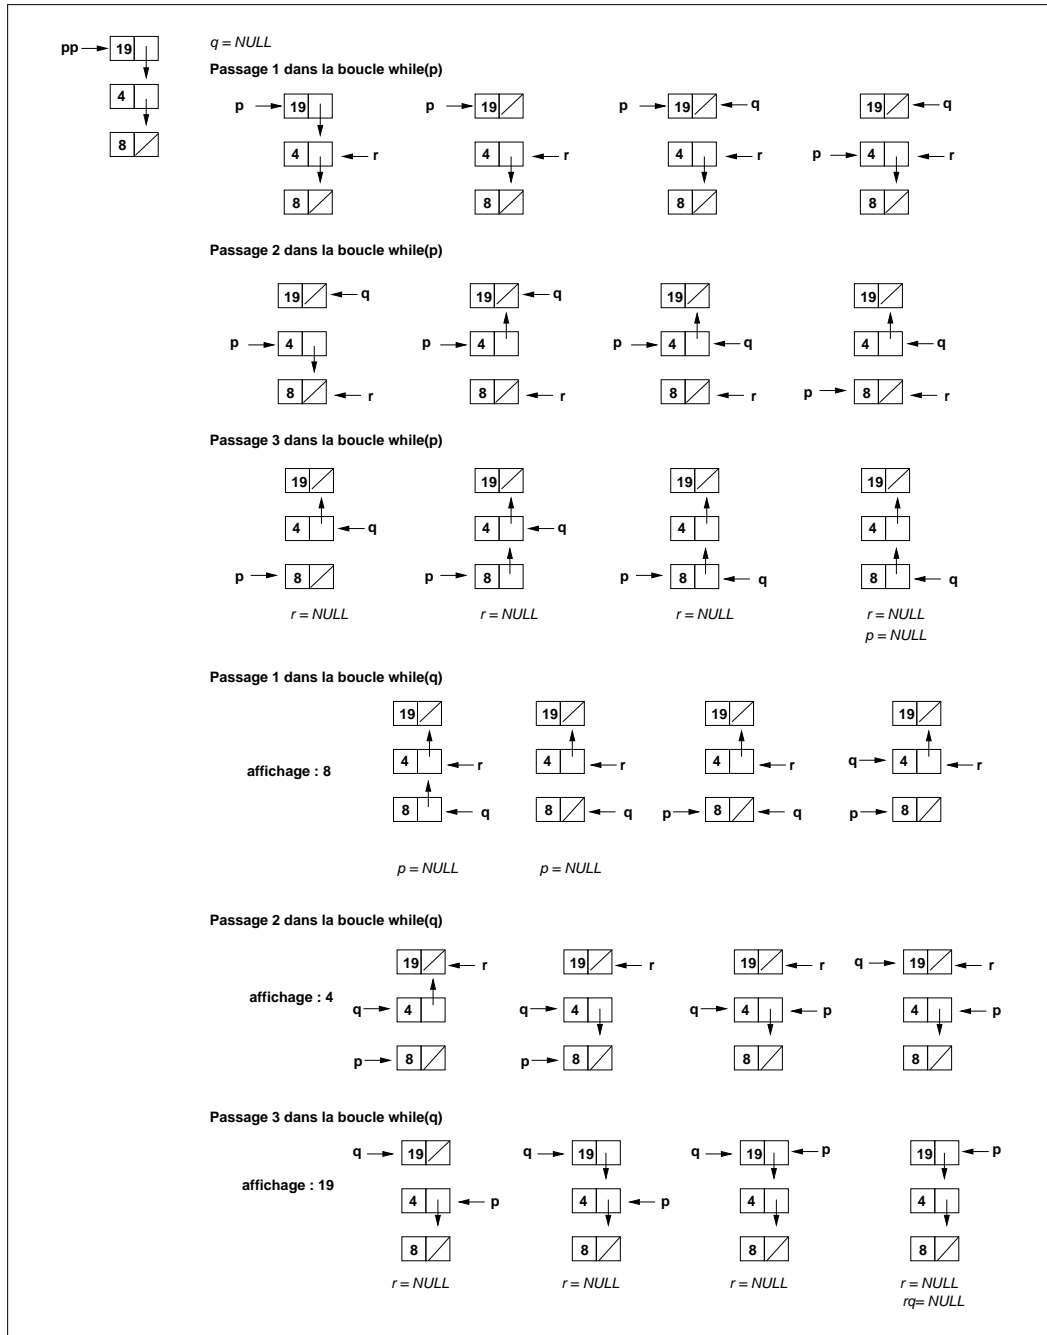 q = NULL
pp 19
4
8
Passage 1 dans la boucle while(p)
p 19 p 19 p 19 q 19 q
4 r 4 r 4 r p 4 r
8 8 8 8
Passage 2 dans la boucle while(p)
19 q 19 q 19 19
p 4 p 4 p 4 q 4 q
8 r 8 r 8 r p 8 r
Passage 3 dans la boucle while(p)
19 19 19 19
4 q 4 q 4 4
p 8 p 8 p 8 q 8 q
r = NULL r = NULL r = NULL r = NULL
p = NULL
Passage 1 dans la boucle while(q)
19 19 19 19
affichage : 8 4 r 4 r 4 r q 4 r
8 q 8 q p 8 q p 8
p = NULL p = NULL
Passage 2 dans la boucle while(q)
19 r 19 r 19 r q 19 r
affichage : 4 q 4 q 4 q 4 p 4 p
p 8 p 8 8 8
Passage 3 dans la boucle while(q)
q 19 q 19 q 19 p 19 p
affichage : 19 4 p 4 p 4 4
8 8 8 8
r = NULL r = NULL r = NULL r = NULL
rq= NULL